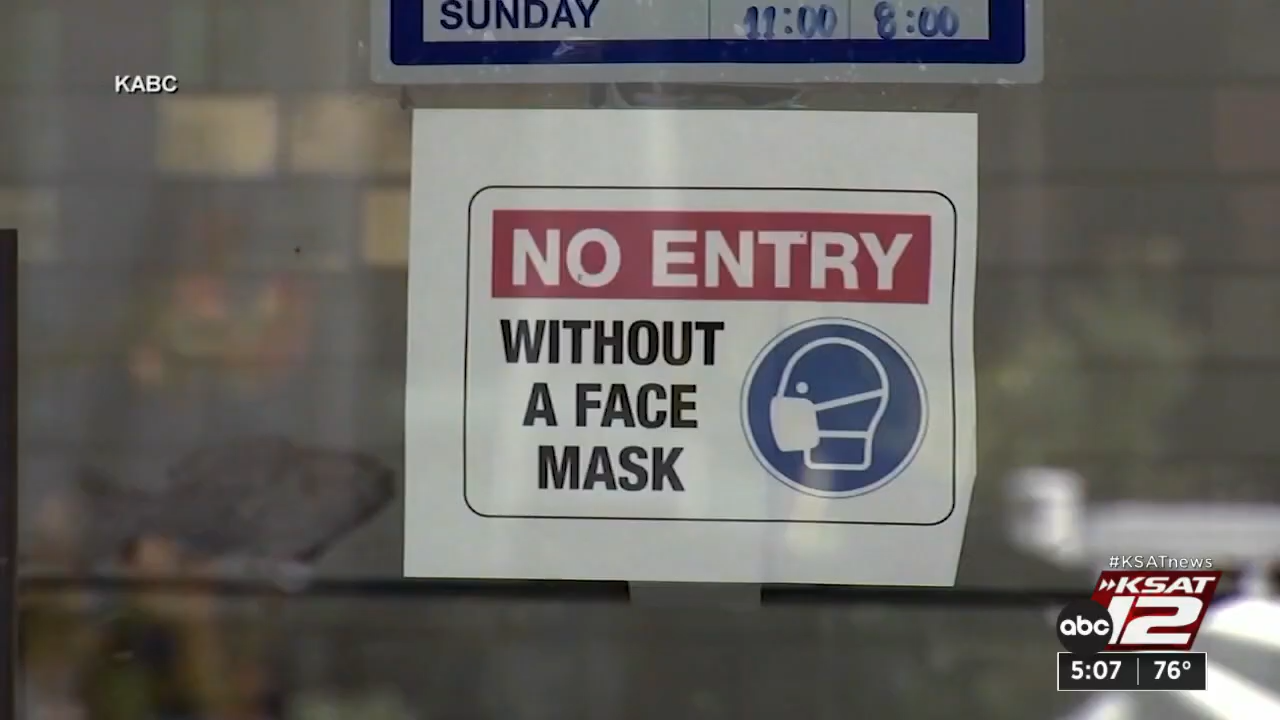 SUNDAY 11:00 8:00
KABC
NO ENTRY
WITHOUT
A FACE
MASK
#KSATnews
KSAT
abc 12
5:07 76°